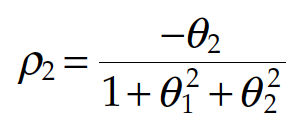 ρ₂ = −θ₂ / (1 + θ₁² + θ₂²)